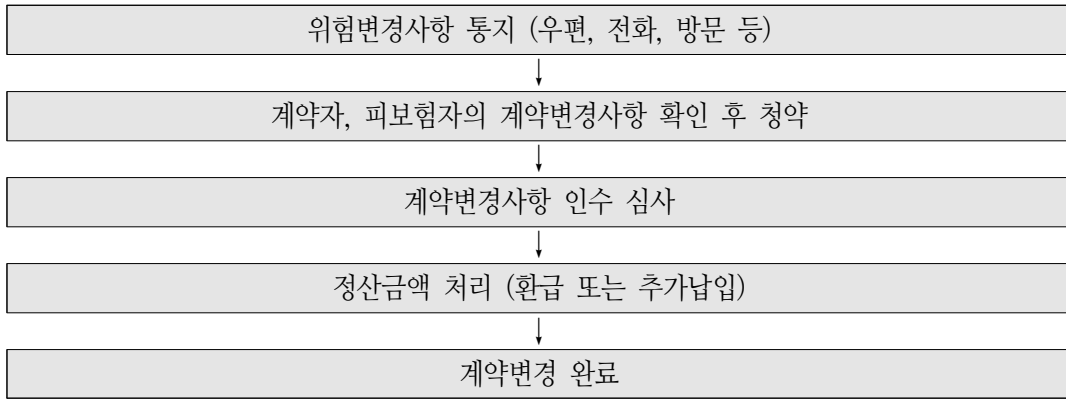 위험변경사항 통지 (우편, 전화, 방문 등)
계약자, 피보험자의 계약변경사항 확인 후 청약
계약변경사항 인수 심사
정산금액 처리 (환급 또는 추가납입)
계약변경 완료